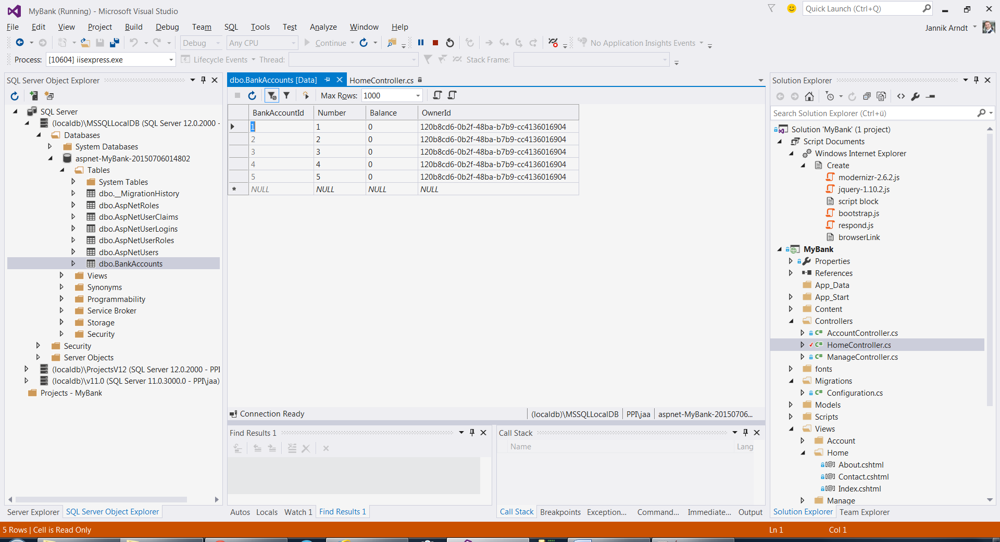 MyBank (Running) - Microsoft Visual Studio
Quick Launch (Ctrl+Q)
File Edit View Project Build Debug Team SQL Tools Test Analyze Window Help
Jannik Arndt
Debug Any CPU Continue No Application Insights Events
Process: [10604] iisexpress.exe Lifecycle Events Thread: Stack Frame:
SQL Server Object Explorer
SQL Server
(localdb)\MSSQLLocalDB (SQL Server 12.0.2000 -
Databases
System Databases
aspnet-MyBank-20150706014802
Tables
System Tables
dbo.__MigrationHistory
dbo.AspNetRoles
dbo.AspNetUserClaims
dbo.AspNetUserLogins
dbo.AspNetUserRoles
dbo.AspNetUsers
dbo.BankAccounts
Views
Synonyms
Programmability
Service Broker
Storage
Security
Security
Server Objects
(localdb)\ProjectsV12 (SQL Server 12.0.2000 - PPI
(localdb)\v11.0 (SQL Server 11.0.3000.0 - PPI\jaa)
Projects - MyBank
Server Explorer SQL Server Object Explorer
dbo.BankAccounts [Data] HomeController.cs
Max Rows: 1000
BankAccountId Number Balance OwnerId
1 1 0 120b8cd6-0b2f-48ba-b7b9-cc4136016904
2 2 0 120b8cd6-0b2f-48ba-b7b9-cc4136016904
3 3 0 120b8cd6-0b2f-48ba-b7b9-cc4136016904
4 4 0 120b8cd6-0b2f-48ba-b7b9-cc4136016904
5 5 0 120b8cd6-0b2f-48ba-b7b9-cc4136016904
* NULL NULL NULL NULL
Connection Ready (localdb)\MSSQLLocalDB PPI\jaa aspnet-MyBank-20150706...
Find Results 1
Autos Locals Watch 1 Find Results 1
Call Stack
Name Lang
Call Stack Breakpoints Exception... Command... Immediate... Output
Solution Explorer
Search Solution Explorer (Ctrl+ü)
Solution 'MyBank' (1 project)
Script Documents
Windows Internet Explorer
Create
modernizr-2.6.2.js
jquery-1.10.2.js
script block
bootstrap.js
respond.js
browserLink
MyBank
Properties
References
App_Data
App_Start
Content
Controllers
C# AccountController.cs
C# HomeController.cs
C# ManageController.cs
fonts
Migrations
C# Configuration.cs
Models
Scripts
Views
Account
Home
[@] About.cshtml
[@] Contact.cshtml
[@] Index.cshtml
Manage
Solution Explorer Team Explorer
5 Rows | Cell is Read Only Ln 1 Col 1